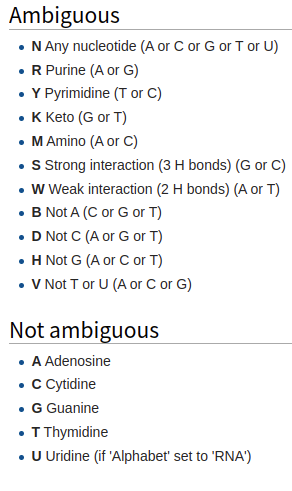 Ambiguous
N Any nucleotide (A or C or G or T or U)
R Purine (A or G)
Y Pyrimidine (T or C)
K Keto (G or T)
M Amino (A or C)
S Strong interaction (3 H bonds) (G or C)
W Weak interaction (2 H bonds) (A or T)
B Not A (C or G or T)
D Not C (A or G or T)
H Not G (A or C or T)
V Not T or U (A or C or G)
Not ambiguous
A Adenosine
C Cytidine
G Guanine
T Thymidine
U Uridine (if 'Alphabet' set to 'RNA')